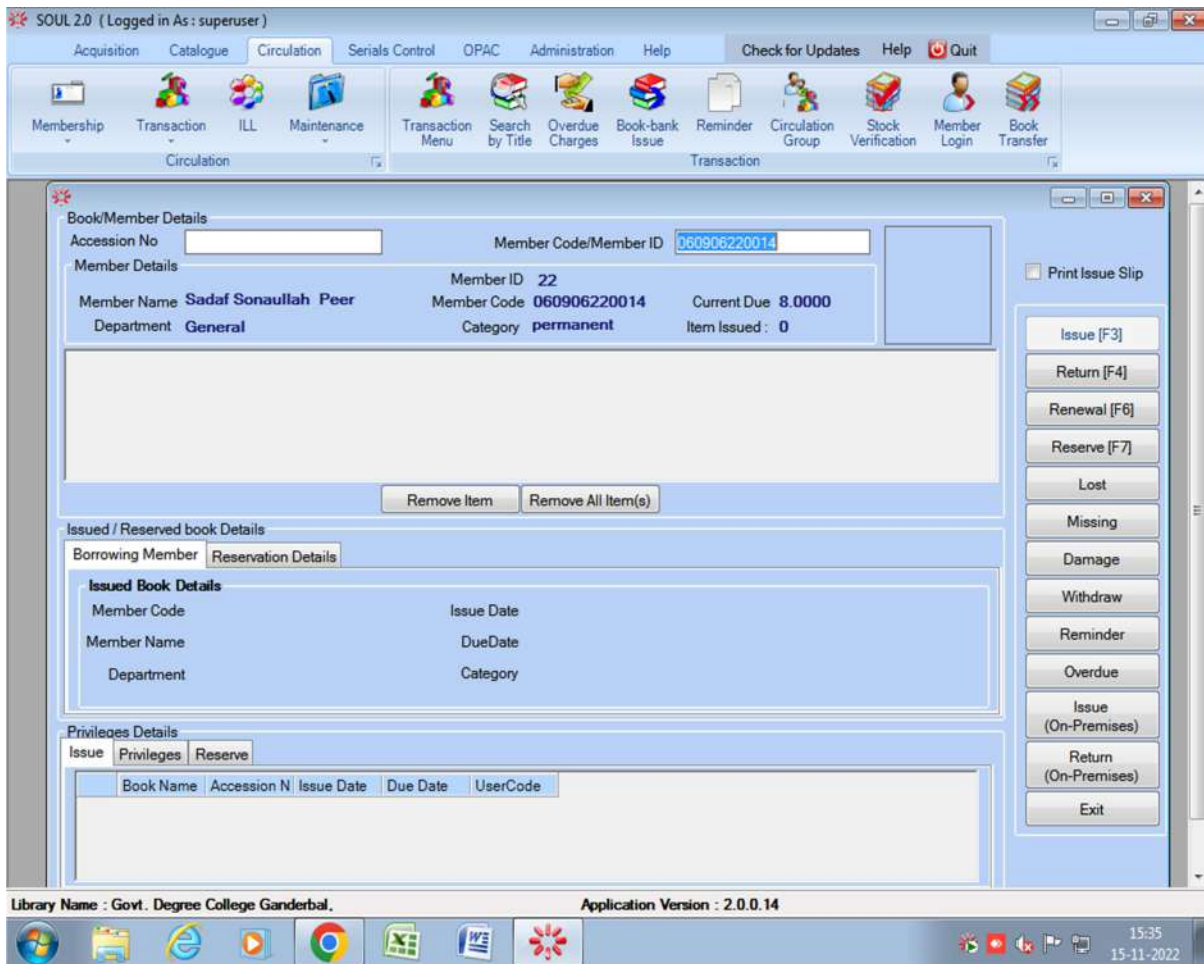 SOUL 2.0 ( Logged in As : superuser )
Acquisition Catalogue Circulation Serials Control OPAC Administration Help Check for Updates Help Quit
Membership Transaction ILL Maintenance Transaction Menu Search by Title Overdue Charges Book-bank Issue Reminder Circulation Group Stock Verification Member Login Book Transfer
Circulation Transaction
Book/Member Details
Accession No Member Code/Member ID 060906220014
Member Details
Member ID 22
Member Name Sadaf Sonaullah Peer Member Code 060906220014 Current Due 8.0000
Department General Category permanent Item Issued : 0
Print Issue Slip
Issue [F3]
Return [F4]
Renewal [F6]
Reserve [F7]
Lost
Missing
Damage
Withdraw
Reminder
Overdue
Issue
(On-Premises)
Return
(On-Premises)
Exit
Remove Item Remove All Item(s)
Issued / Reserved book Details
Borrowing Member Reservation Details
Issued Book Details
Member Code Issue Date
Member Name DueDate
Department Category
Privileges Details
Issue Privileges Reserve
Book Name Accession N Issue Date Due Date UserCode
Library Name : Govt. Degree College Ganderbal, Application Version : 2.0.0.14
15:35
15-11-2022